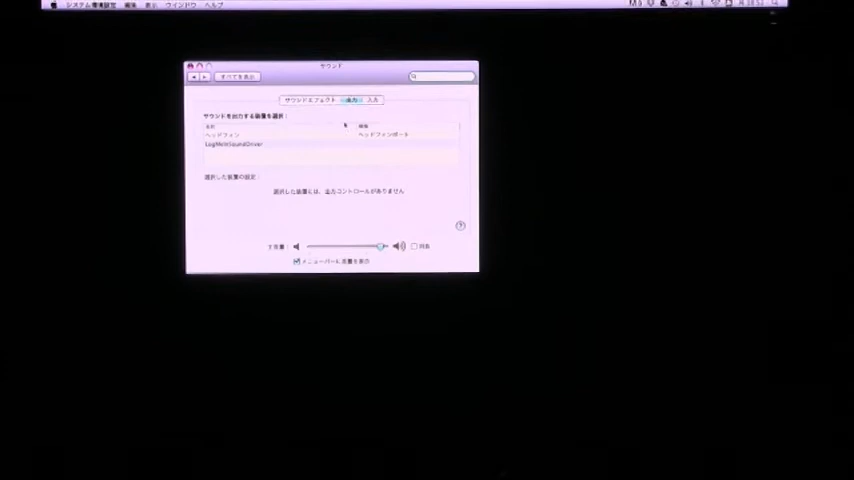 システム環境設定 編集 表示 ウインドウ ヘルプ
サウンド
すべてを表示
サウンドエフェクト 出力 入力
サウンドを出力する装置を選択：
名前 種類
ヘッドフォン ヘッドフォンポート
LogMeInSoundDriver
選択した装置の設定：
選択した装置には、出力コントロールがありません
?
主音量： 消音
メニューバーに音量を表示